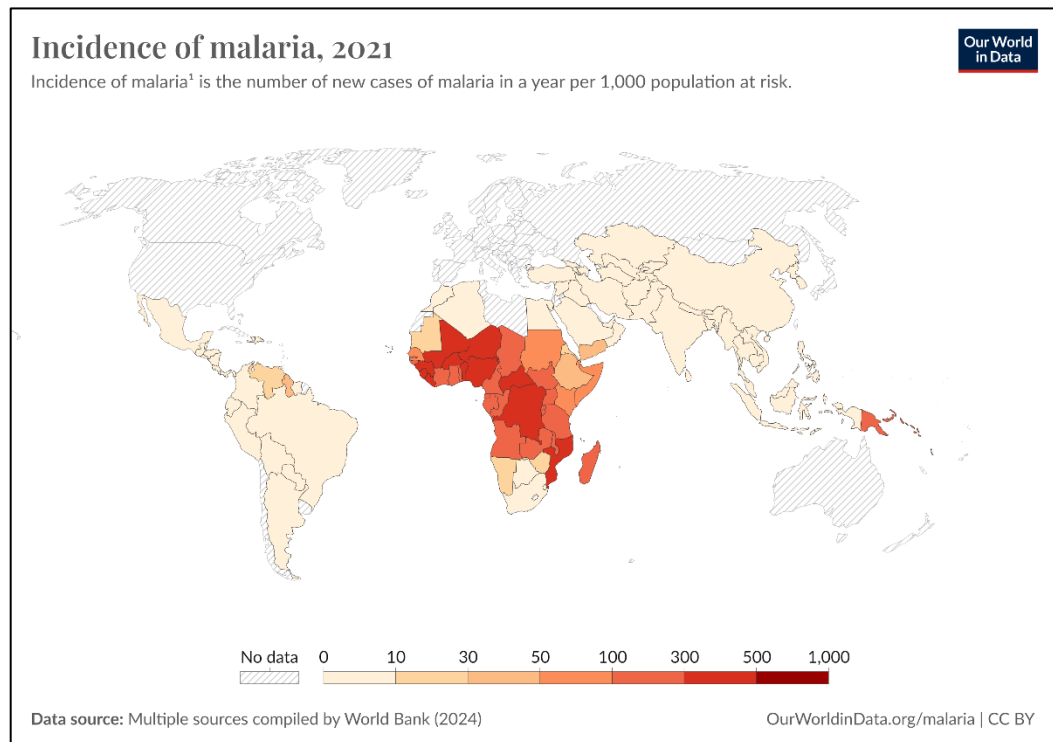 Incidence of malaria, 2021
Our World
in Data
Incidence of malaria¹ is the number of new cases of malaria in a year per 1,000 population at risk.
No data 0 10 30 50 100 300 500 1,000
Data source: Multiple sources compiled by World Bank (2024) OurWorldinData.org/malaria | CC BY